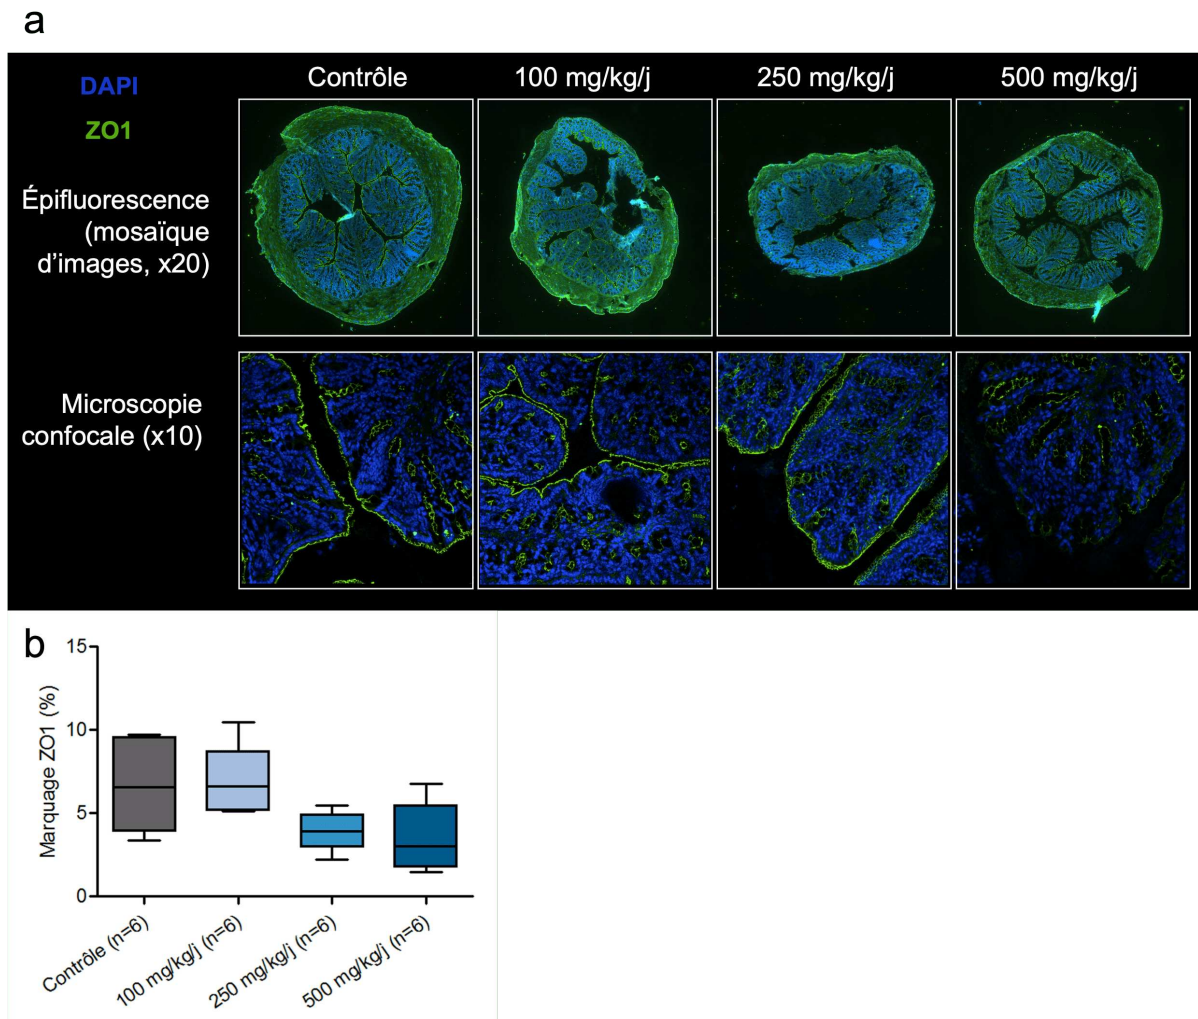 a
DAPI
ZO1
Contrôle
100 mg/kg/j
250 mg/kg/j
500 mg/kg/j
Épifluorescence
(mosaïque
d'images, x20)
Microscopie
confocale (x10)
b
Marquage ZO1 (%)
15
10
5
0
Contrôle (n=6)
100 mg/kg/j (n=6)
250 mg/kg/j (n=6)
500 mg/kg/j (n=6)